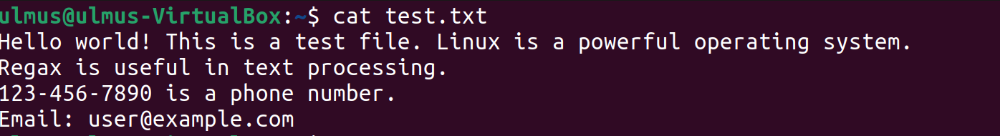 ulmus@ulmus-VirtualBox:~$ cat test.txt
Hello world! This is a test file. Linux is a powerful operating system.
Regax is useful in text processing.
123-456-7890 is a phone number.
Email: user@example.com